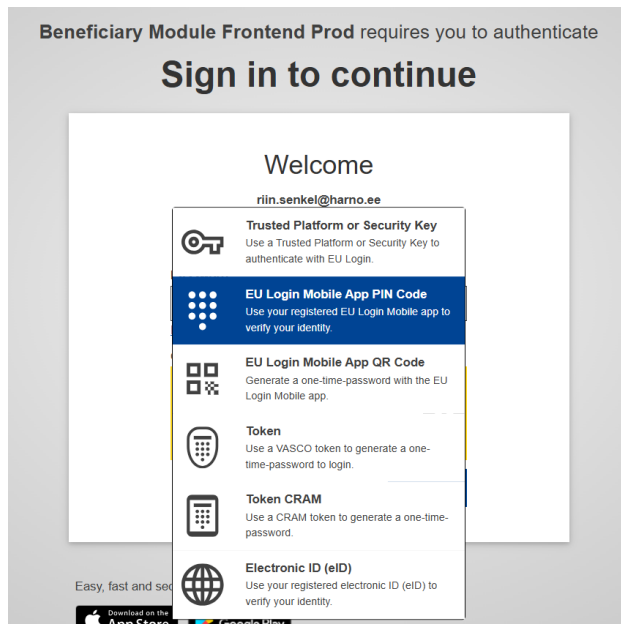 Beneficiary Module Frontend Prod requires you to authenticate
Sign in to continue
Welcome
riin.senkel@harno.ee
Trusted Platform or Security Key
Use a Trusted Platform or Security Key to
authenticate with EU Login.
EU Login Mobile App PIN Code
Use your registered EU Login Mobile app to
verify your identity.
EU Login Mobile App QR Code
Generate a one-time-password with the EU
Login Mobile app.
Token
Use a VASCO token to generate a one-
time-password to login.
Token CRAM
Use a CRAM token to generate a one-time-
password.
Electronic ID (eID)
Use your registered electronic ID (eID) to
verify your identity.
Easy, fast and
Download on the
App Store
Google Play